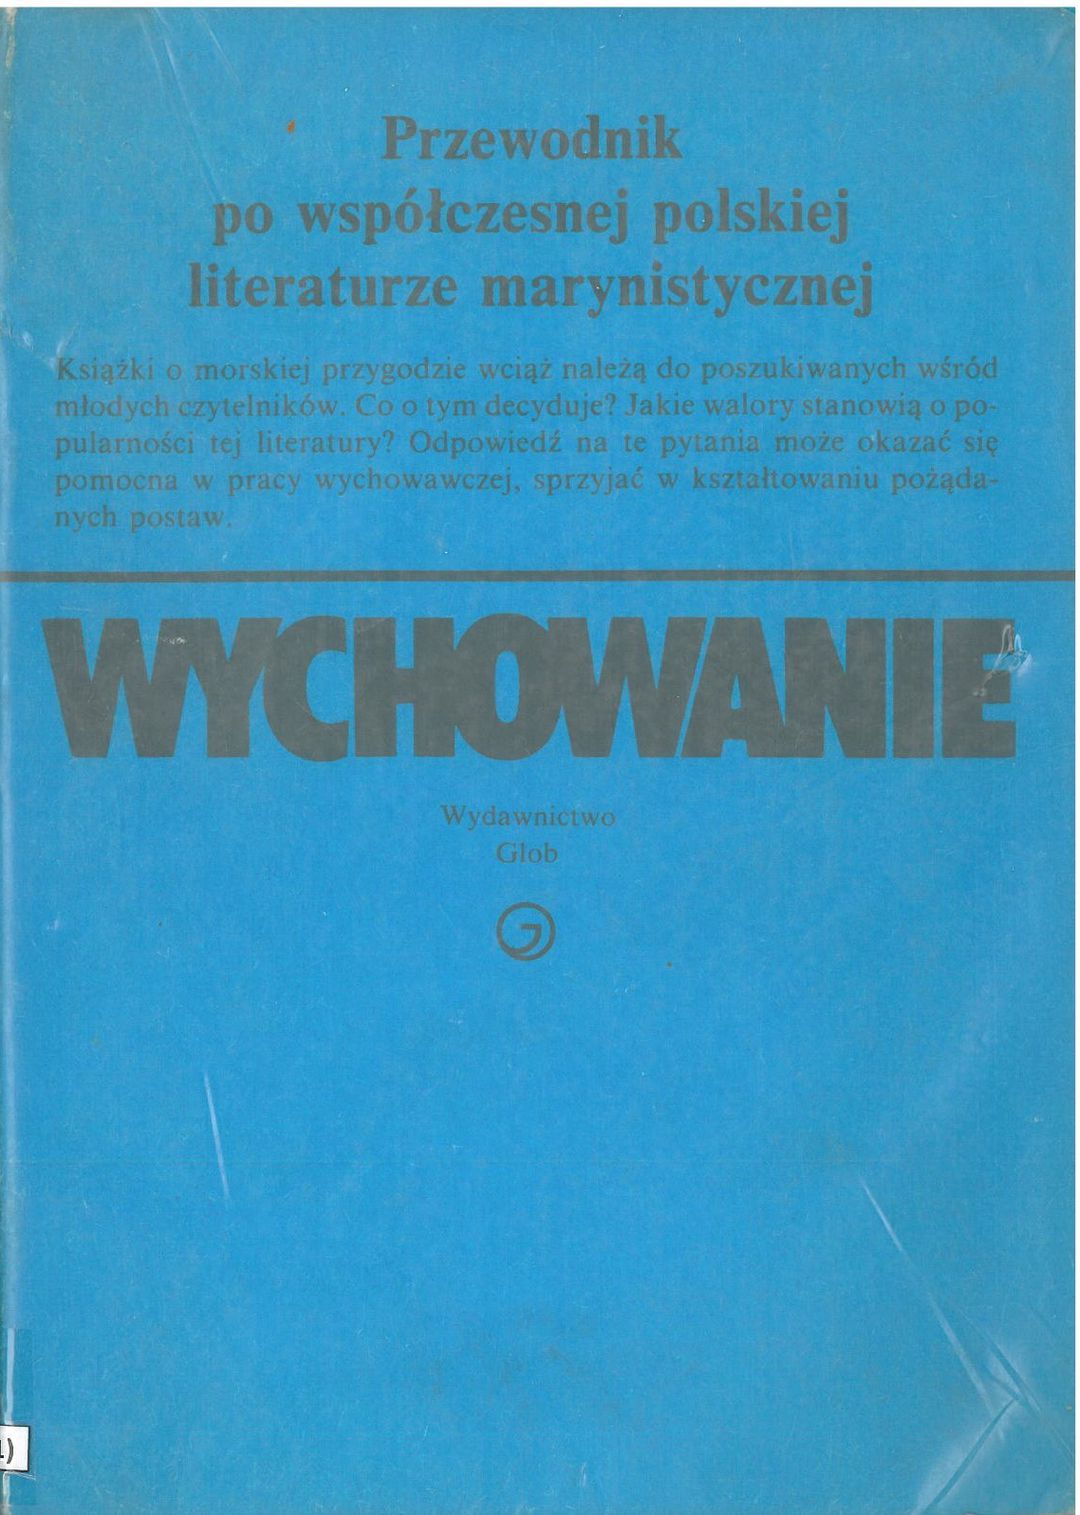 Przewodnik
po współczesnej polskiej
literaturze marynistycznej
Książki o morskiej przygodzie wciąż należą do poszukiwanych wśród
młodych czytelników. Co o tym decyduje? Jakie walory stanowią o po-
pularności tej literatury? Odpowiedź na te pytania może okazać się
pomocna w pracy wychowawczej, sprzyjać w kształtowaniu pożąda-
nych postaw.
WYCHOWANIE
Wydawnictwo
Glob